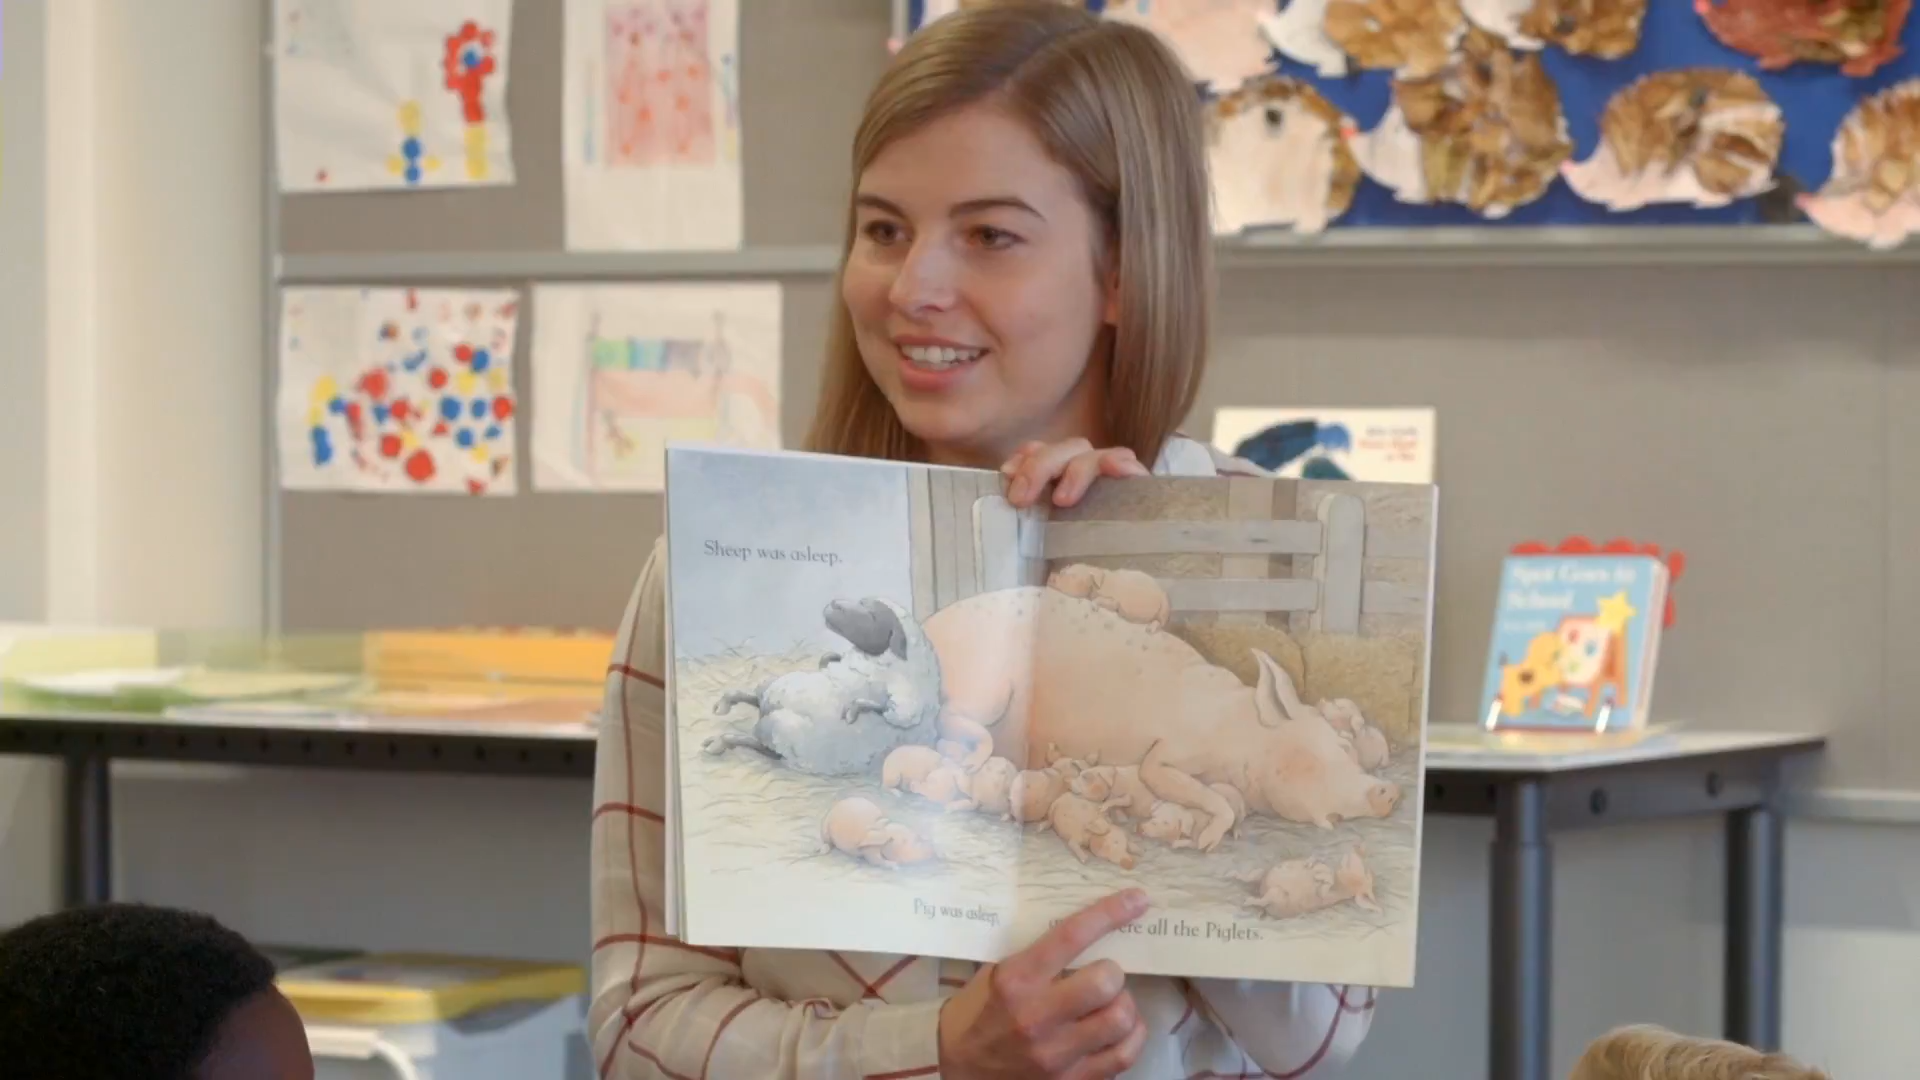 Sheep was asleep.
Pig was asleep,
ere all the Piglets.
Spot Goes to
School